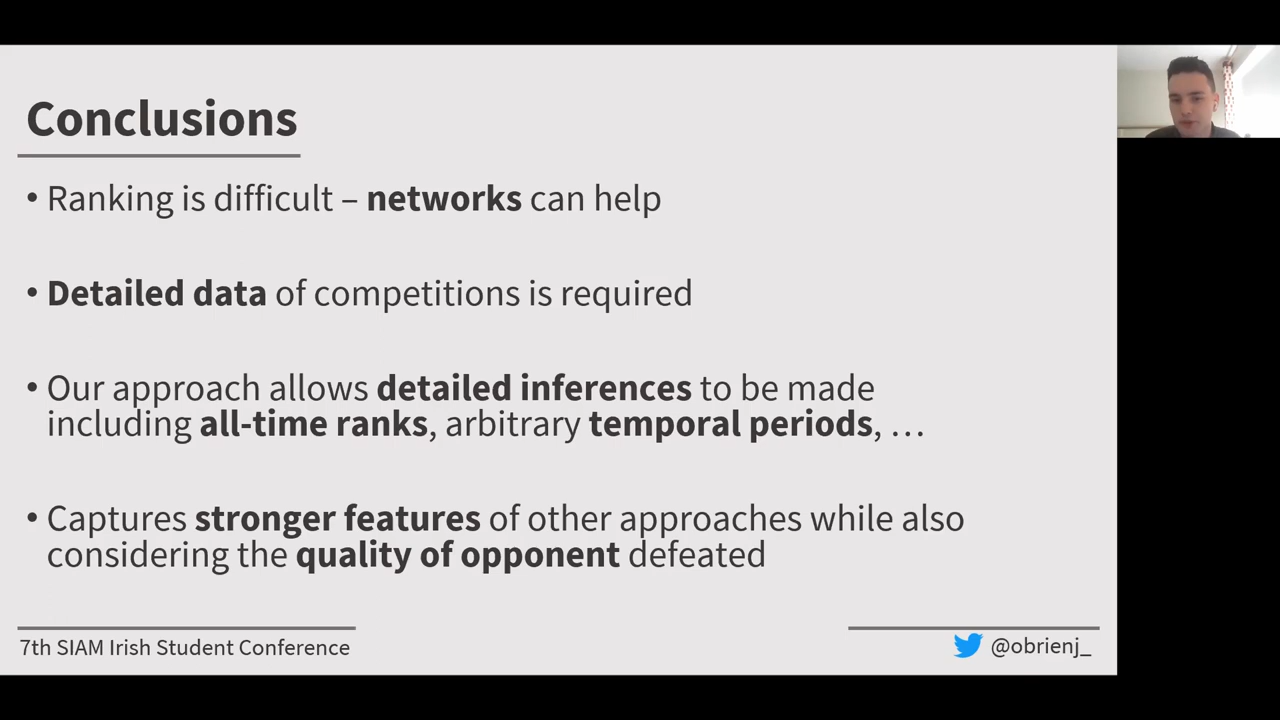 Conclusions
• Ranking is difficult – networks can help
• Detailed data of competitions is required
• Our approach allows detailed inferences to be made
including all-time ranks, arbitrary temporal periods, …
• Captures stronger features of other approaches while also
considering the quality of opponent defeated
7th SIAM Irish Student Conference
@obrienj_